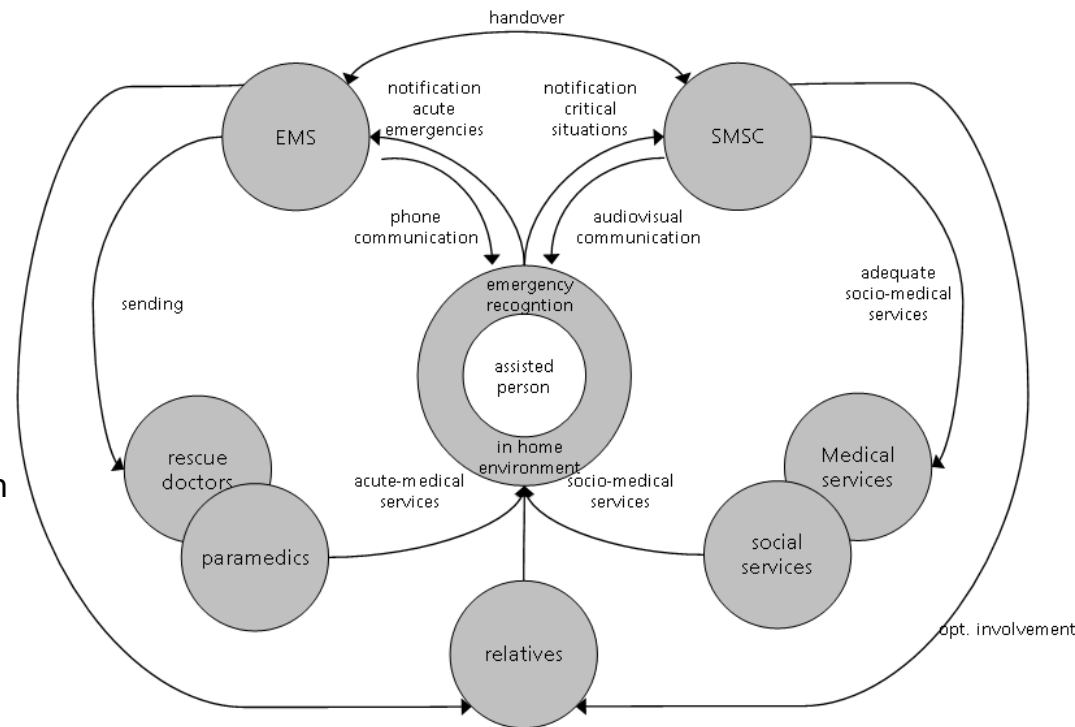 handover
notification
acute
emergencies
notification
critical
situations
EMS
SMSC
phone
communication
audiovisual
communication
emergency
recogntion
adequate
socio-medical
services
sending
assisted
person
in home
environment
rescue
doctors
Medical
services
acute-medical
services
socio-medical
services
paramedics
social
services
relatives
opt. involvement